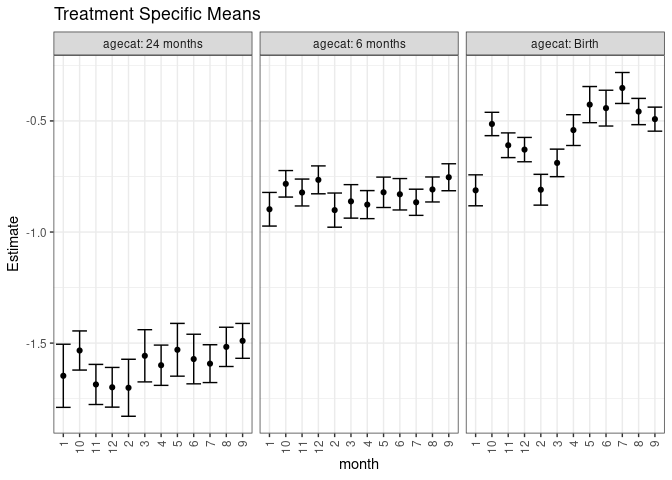 Treatment Specific Means
agecat: 24 months agecat: 6 months agecat: Birth
Estimate
-0.5
-1.0
-1.5
1 10 11 12 2 3 4 5 6 7 8 9 1 10 11 12 2 3 4 5 6 7 8 9 1 10 11 12 2 3 4 5 6 7 8 9
month